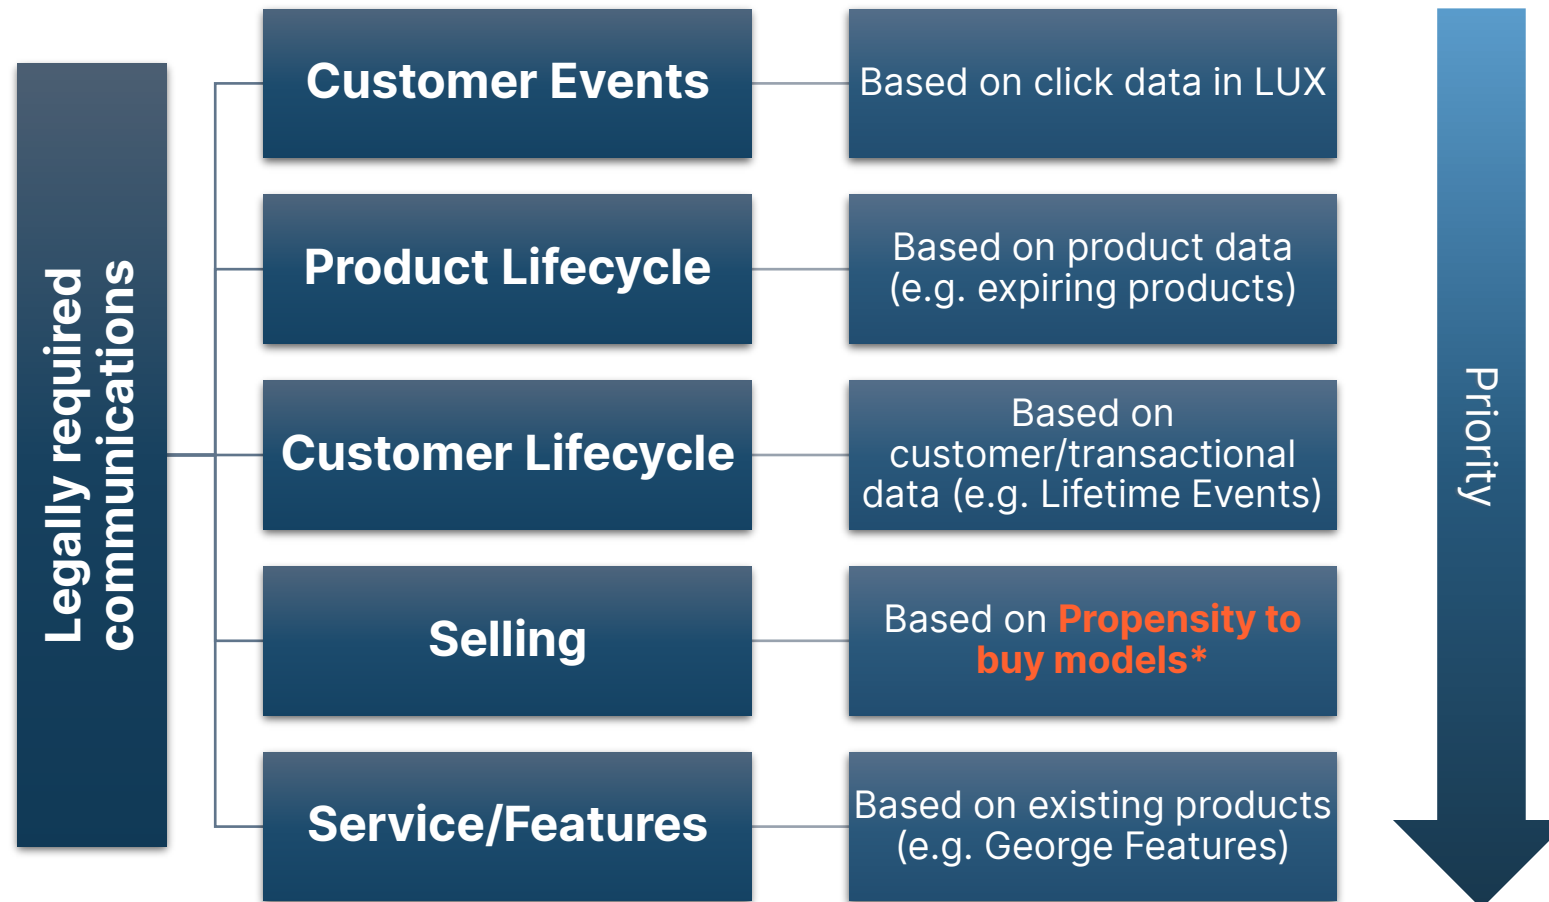 Legally required
communications
Customer Events
Based on click data in LUX
Product Lifecycle
Based on product data
(e.g. expiring products)
Customer Lifecycle
Based on
customer/transactional
data (e.g. Lifetime Events)
Selling
Based on Propensity to
buy models*
Service/Features
Based on existing products
(e.g. George Features)
Priority